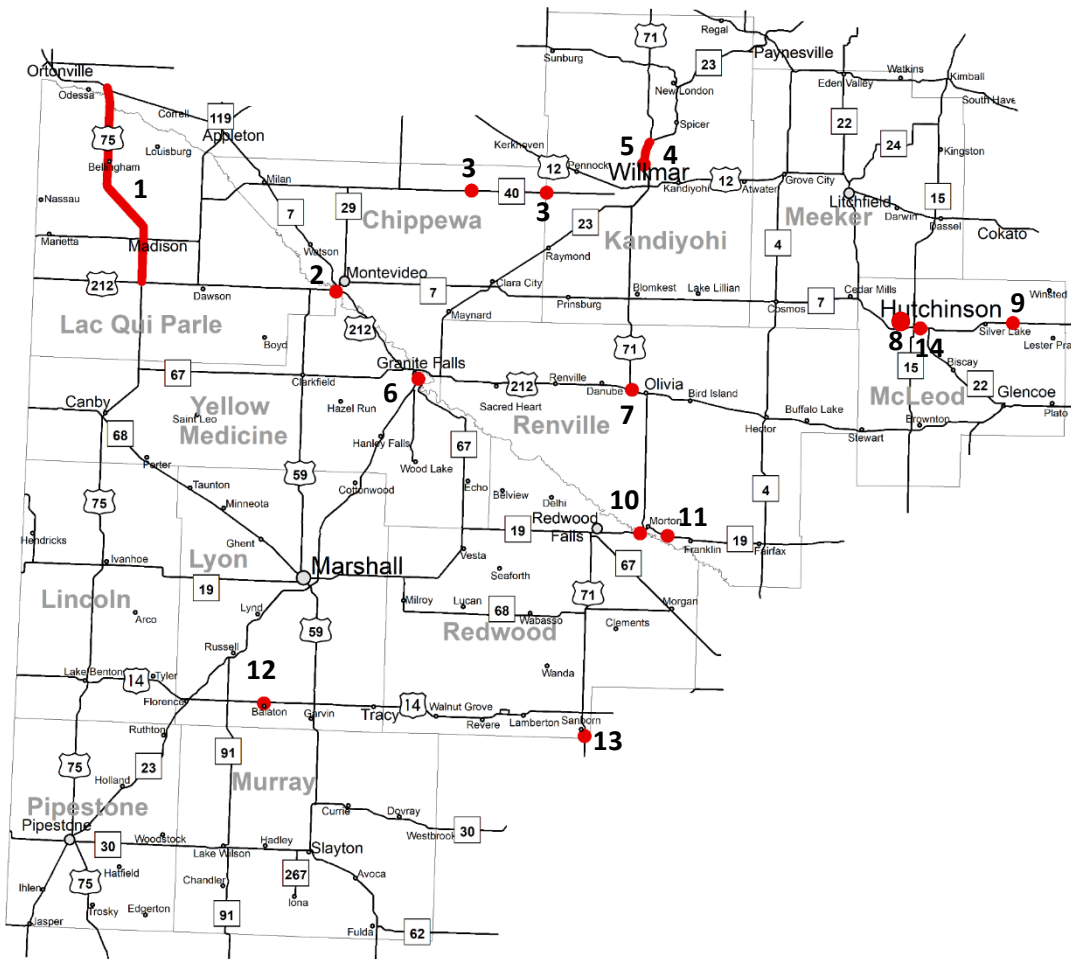 Regal
71
Paynesville
Sunburg
23
Watkins
Eden Valley
Kimball
Ortonville
Odessa
New London
South Have
Correll
119
Appleton
Spicer
22
75
Louisburg
Kerkhoven
5
24
Kingston
Bellingham
12
Pennock
4
Willmar
1
Milan
3
40
3
Kandiyohi
12
Atwater
Grove City
Nassau
29
Chippewa
Litchfield
15
7
23
Meeker
Darwin
Dassel
Marietta
Madison
Watson
Kandiyohi
4
Cokato
Raymond
2
Montevideo
212
Dawson
7
Clara City
Blomkest
Lake Lillian
Cedar Mills
Winsted
Prinsburg
Cosmos
7
Hutchinson
9
Lac Qui Parle
212
Maynard
8
14
Silver Lake
Lester Pra
Boyd
71
15
Biscay
67
Granite Falls
Clarkfield
6
212
Renville
Danube
Olivia
22
Glencoe
Canby
Saint Leo
Hazel Run
Sacred Heart
7
Bird Island
McLeod
Plato
Yellow
Medicine
Renville
Buffalo Lake
Brownton
68
Hanley Falls
67
Hector
Stewart
Porter
59
Wood Lake
Taunton
Cottonwood
Echo
Belview
Delhi
4
75
Minneota
Redwood
Falls
10
Morton
11
Hendricks
Ghent
19
Franklin
19
Fairfax
Ivanhoe
Lyon
Vesta
67
Marshall
Seaforth
Lincoln
19
71
Arco
Lynd
Milroy
Lucan
68
Wabasso
Morgan
59
Redwood
Clements
Russell
12
Wanda
Lake Benton
14
Tyler
Florence
Balaton
Garvin
Tracy
14
Walnut Grove
Revere
Lamberton
Sanborn
Ruthton
13
75
23
91
Holland
Murray
Pipestone
Currie
Dovray
Pipestone
Westbrook
30
30
Woodstock
Lake Wilson
Hadley
Slayton
Hatfield
267
Ihlen
75
Chandler
Avoca
Iona
Trosky
Edgerton
91
Jasper
Fulda
62